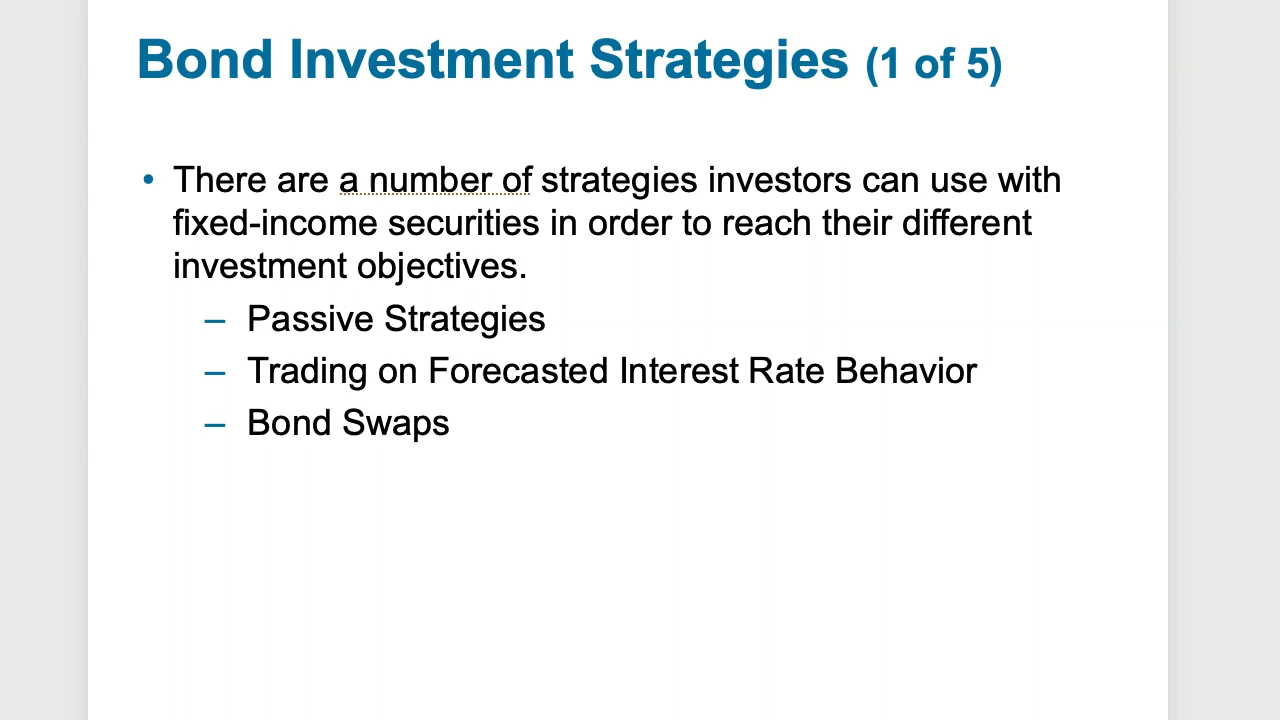 Bond Investment Strategies (1 of 5)
• There are a number of strategies investors can use with
fixed-income securities in order to reach their different
investment objectives.
– Passive Strategies
– Trading on Forecasted Interest Rate Behavior
– Bond Swaps